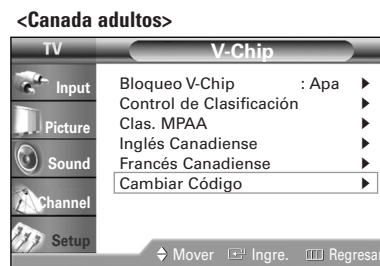 <Canada adultos>
TV
V-Chip
Input
Bloqueo V-Chip : Apa
Control de Clasificación
Picture
Clas. MPAA
Inglés Canadiense
Sound
Francés Canadiense
Cambiar Código
Channel
Setup
Mover Ingre. Regresar